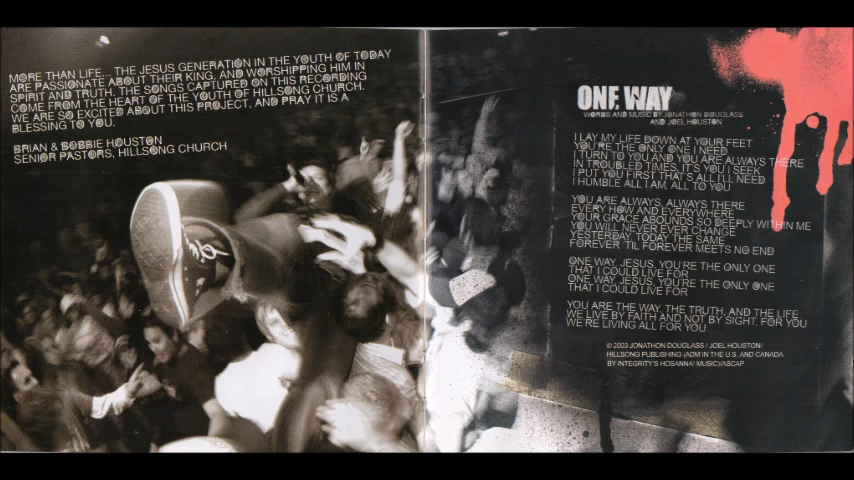 MORE THAN LIFE... THE JESUS GENERATION IN THE YOUTH OF TODAY
ARE PASSIONATE ABOUT THEIR KING, AND WORSHIPPING HIM IN
SPIRIT AND TRUTH. THE SONGS CAPTURED ON THIS RECORDING
COME FROM THE HEART OF THE YOUTH OF HILLSONG CHURCH.
WE ARE SO EXCITED ABOUT THIS PROJECT, AND PRAY IT IS A
BLESSING TO YOU.
BRIAN & BOBBIE HOUSTON
SENIOR PASTORS, HILLSONG CHURCH
ONE WAY
WORDS AND MUSIC BY JONATHON DOUGLASS
AND JOEL HOUSTON
I LAY MY LIFE DOWN AT YOUR FEET
YOU'RE THE ONLY ONE I NEED
I TURN TO YOU AND YOU ARE ALWAYS THERE
IN TROUBLED TIMES, IT'S YOU I SEEK
I PUT YOU FIRST THAT'S ALL I'LL NEED
I HUMBLE ALL I AM, ALL TO YOU
YOU ARE ALWAYS, ALWAYS THERE
EVERY HOW AND EVERYWHERE
YOUR GRACE ABOUNDS SO DEEPLY WITHIN ME
YOU WILL NEVER EVER CHANGE
YESTERDAY, TODAY, THE SAME
FOREVER 'TIL FOREVER MEETS NO END
ONE WAY, JESUS, YOU'RE THE ONLY ONE
THAT I COULD LIVE FOR
ONE WAY, JESUS, YOU'RE THE ONLY ONE
THAT I COULD LIVE FOR
YOU ARE THE WAY, THE TRUTH, AND THE LIFE
WE LIVE BY FAITH AND NOT BY SIGHT, FOR YOU
WE'RE LIVING ALL FOR YOU
© 2003 JONATHON DOUGLASS / JOEL HOUSTON/
HILLSONG PUBLISHING (ADM IN THE U.S. AND CANADA
BY INTEGRITY'S HOSANNA! MUSIC)/ASCAP